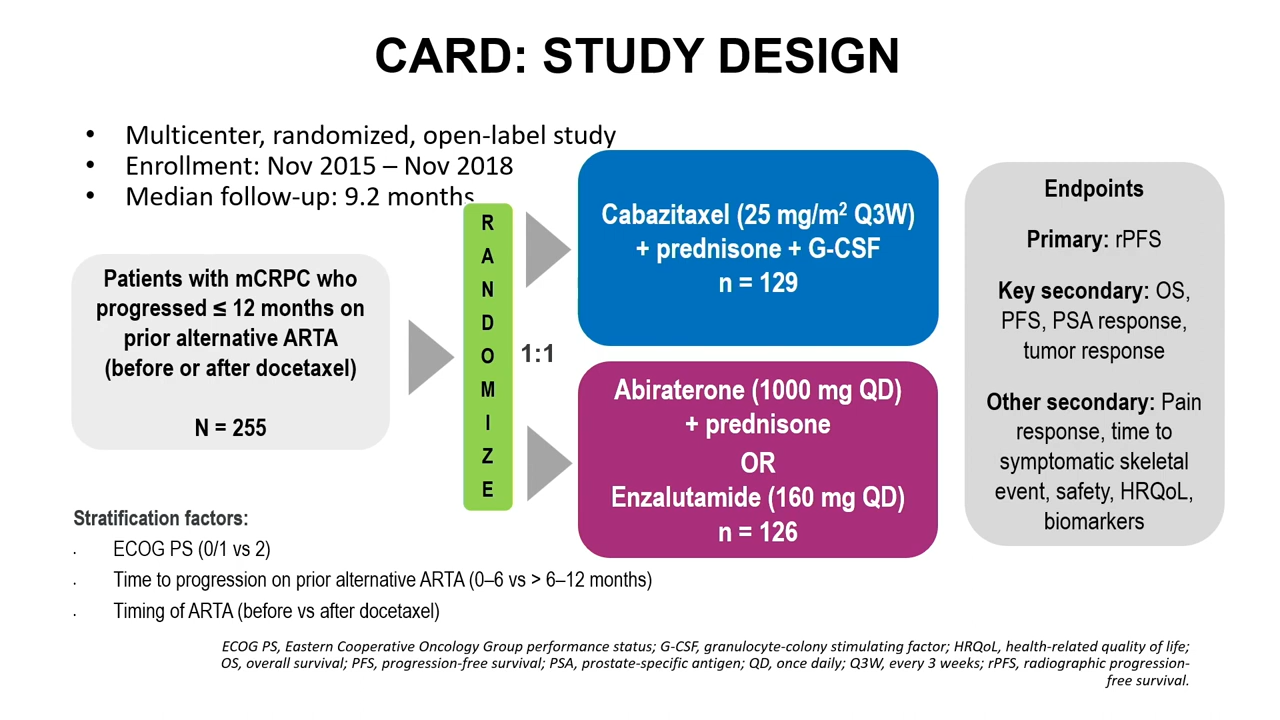 CARD: STUDY DESIGN
• Multicenter, randomized, open-label study
• Enrollment: Nov 2015 – Nov 2018
• Median follow-up: 9.2 months
Patients with mCRPC who
progressed ≤ 12 months on
prior alternative ARTA
(before or after docetaxel)
N = 255
R
A
N
D
O
M
I
Z
E
1:1
Cabazitaxel (25 mg/m² Q3W)
+ prednisone + G-CSF
n = 129
Abiraterone (1000 mg QD)
+ prednisone
OR
Enzalutamide (160 mg QD)
n = 126
Endpoints
Primary: rPFS
Key secondary: OS,
PFS, PSA response,
tumor response
Other secondary: Pain
response, time to
symptomatic skeletal
event, safety, HRQoL,
biomarkers
Stratification factors:
. ECOG PS (0/1 vs 2)
. Time to progression on prior alternative ARTA (0–6 vs > 6–12 months)
. Timing of ARTA (before vs after docetaxel)
ECOG PS, Eastern Cooperative Oncology Group performance status; G-CSF, granulocyte-colony stimulating factor; HRQoL, health-related quality of life;
OS, overall survival; PFS, progression-free survival; PSA, prostate-specific antigen; QD, once daily; Q3W, every 3 weeks; rPFS, radiographic progression-
free survival.